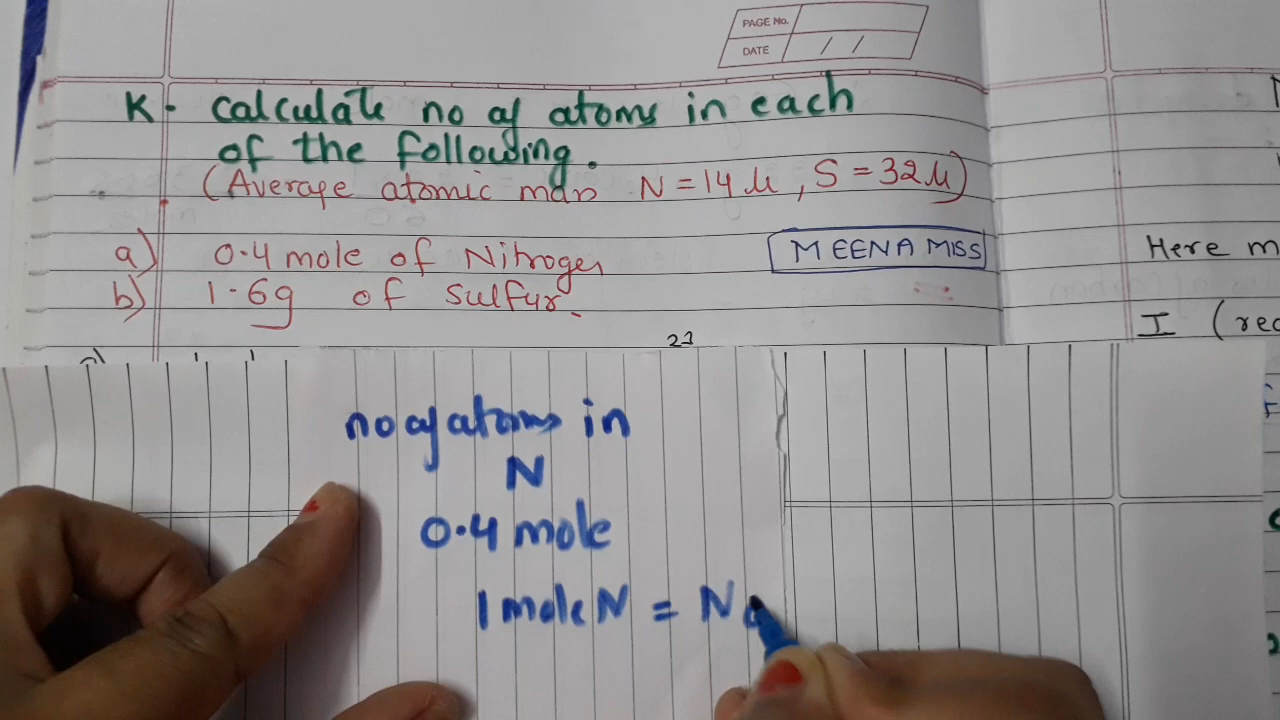 PAGE No.
DATE / /
K- Calculate no of atoms in each
of the following.
(Average atomic mass N = 14 u, S = 32 u)
a) 0.4 mole of Nitrogen
b) 1.6g of Sulfur.
MEENA MISS
Here m
I (rec
23
no of atoms in
N
0.4 mole
1 mole N = N